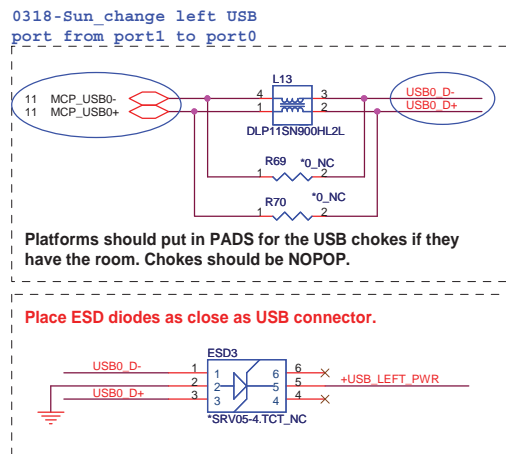 0318-Sun_change left USB
port from port1 to port0
L13
11 MCP_USB0- 4 3 USB0_D-
11 MCP_USB0+ 1 2 USB0_D+
DLP11SN900HL2L
R69 *0_NC
1 2
R70 *0_NC
1 2
Platforms should put in PADS for the USB chokes if they
have the room. Chokes should be NOPOP.
Place ESD diodes as close as USB connector.
ESD3
USB0_D- 1 1 6 6
2 2 5 5 +USB_LEFT_PWR
USB0_D+ 3 3 4 4
*SRV05-4.TCT_NC